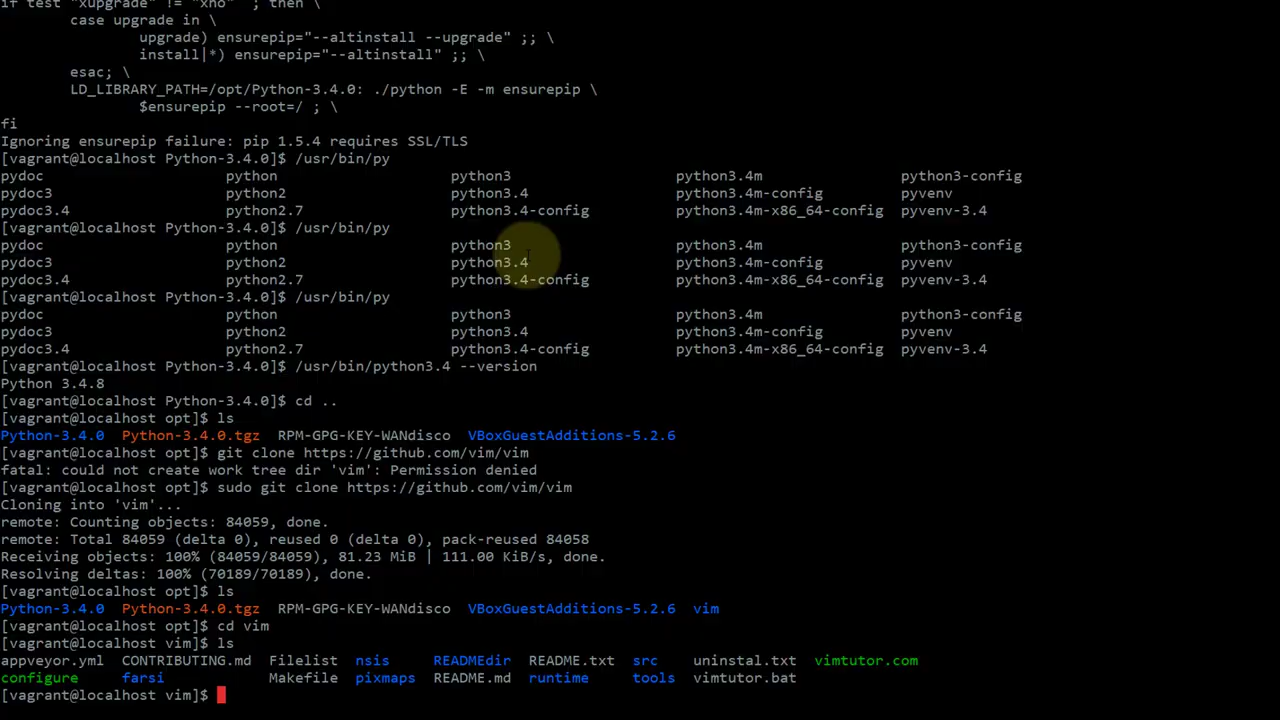 if test "xupgrade" != "xno"  ; then \
        case upgrade in \
                upgrade) ensurepip="--altinstall --upgrade" ;; \
                install|*) ensurepip="--altinstall" ;; \
        esac; \
        LD_LIBRARY_PATH=/opt/Python-3.4.0: ./python -E -m ensurepip \
                $ensurepip --root=/ ; \
fi
Ignoring ensurepip failure: pip 1.5.4 requires SSL/TLS
[vagrant@localhost Python-3.4.0]$ /usr/bin/py
pydoc                     python                    python3                   python3.4m                python3-config
pydoc3                    python2                   python3.4                 python3.4m-config         pyvenv
pydoc3.4                  python2.7                 python3.4-config          python3.4m-x86_64-config  pyvenv-3.4
[vagrant@localhost Python-3.4.0]$ /usr/bin/py
pydoc                     python                    python3                   python3.4m                python3-config
pydoc3                    python2                   python3.4                 python3.4m-config         pyvenv
pydoc3.4                  python2.7                 python3.4-config          python3.4m-x86_64-config  pyvenv-3.4
[vagrant@localhost Python-3.4.0]$ /usr/bin/py
pydoc                     python                    python3                   python3.4m                python3-config
pydoc3                    python2                   python3.4                 python3.4m-config         pyvenv
pydoc3.4                  python2.7                 python3.4-config          python3.4m-x86_64-config  pyvenv-3.4
[vagrant@localhost Python-3.4.0]$ /usr/bin/python3.4 --version
Python 3.4.8
[vagrant@localhost Python-3.4.0]$ cd ..
[vagrant@localhost opt]$ ls
Python-3.4.0  Python-3.4.0.tgz  RPM-GPG-KEY-WANdisco  VBoxGuestAdditions-5.2.6
[vagrant@localhost opt]$ git clone https://github.com/vim/vim
fatal: could not create work tree dir 'vim': Permission denied
[vagrant@localhost opt]$ sudo git clone https://github.com/vim/vim
Cloning into 'vim'...
remote: Counting objects: 84059, done.
remote: Total 84059 (delta 0), reused 0 (delta 0), pack-reused 84058
Receiving objects: 100% (84059/84059), 81.23 MiB | 111.00 KiB/s, done.
Resolving deltas: 100% (70189/70189), done.
[vagrant@localhost opt]$ ls
Python-3.4.0  Python-3.4.0.tgz  RPM-GPG-KEY-WANdisco  VBoxGuestAdditions-5.2.6  vim
[vagrant@localhost opt]$ cd vim
[vagrant@localhost vim]$ ls
appveyor.yml  CONTRIBUTING.md  Filelist  nsis     READMEdir  README.txt  src    uninstal.txt  vimtutor.com
configure     farsi            Makefile  pixmaps  README.md  runtime     tools  vimtutor.bat
[vagrant@localhost vim]$